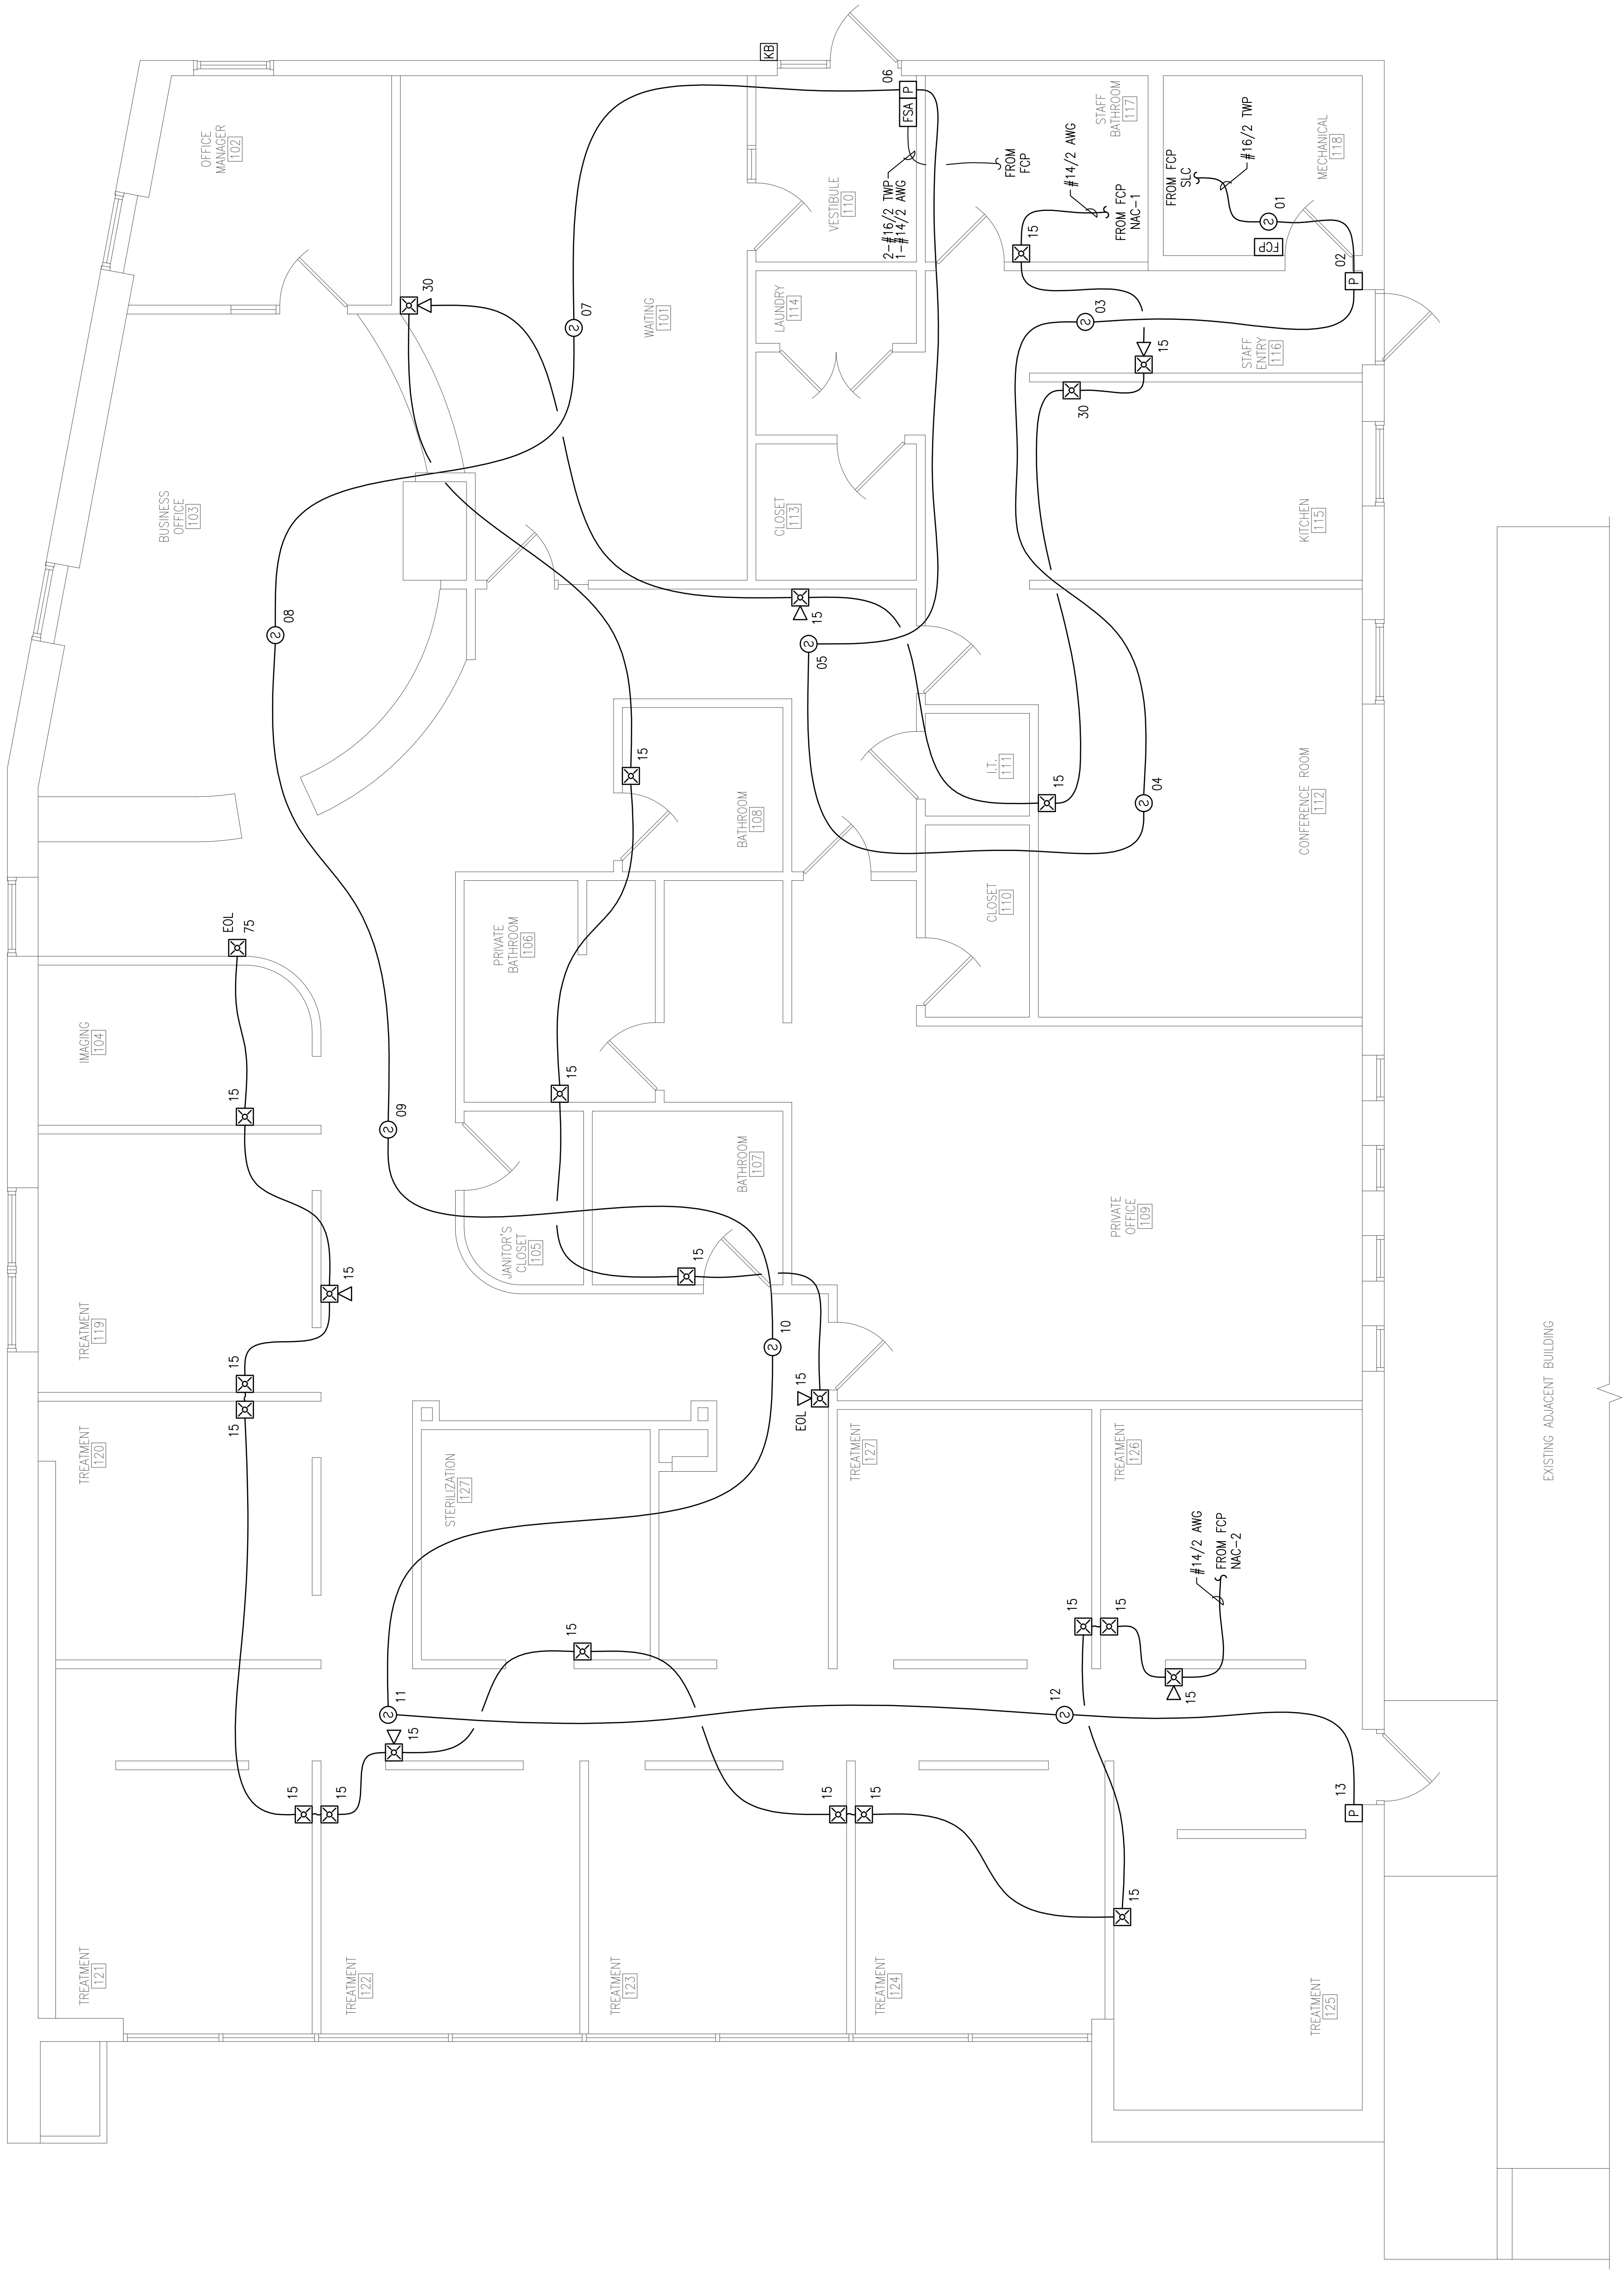 OFFICE
MANAGER
102
BUSINESS
OFFICE
103
IMAGING
104
TREATMENT
119
TREATMENT
120
TREATMENT
121
KB
30
07
WAITING
101
08
EOL
75
15
09
15
15
15
PRIVATE
BATHROOM
106
15
JANITOR'S
CLOSET
105
STERILIZATION
127
11
15
15
15
TREATMENT
122
VESTIBULE
110
LAUNDRY
114
CLOSET
113
15
05
15
BATHROOM
108
BATHROOM
107
15
10
15
EOL
15
TREATMENT
123
06
P
FSA
2-#16/2 TWP
1-#14/2 AWG
FROM
FCP
STAFF
BATHROOM
117
#14/2 AWG
FROM FCP
NAC-1
15
03
15
30
I.T.
111
15
04
CLOSET
110
TREATMENT
127
15
15
TREATMENT
124
FROM FCP
SLC
#16/2 TWP
MECHANICAL
118
01
FCP
02
P
STAFF
ENTRY
116
KITCHEN
115
CONFERENCE ROOM
112
PRIVATE
OFFICE
109
TREATMENT
126
#14/2 AWG
FROM FCP
NAC-2
15
15
15
12
15
13
P
TREATMENT
125
EXISTING ADJACENT BUILDING